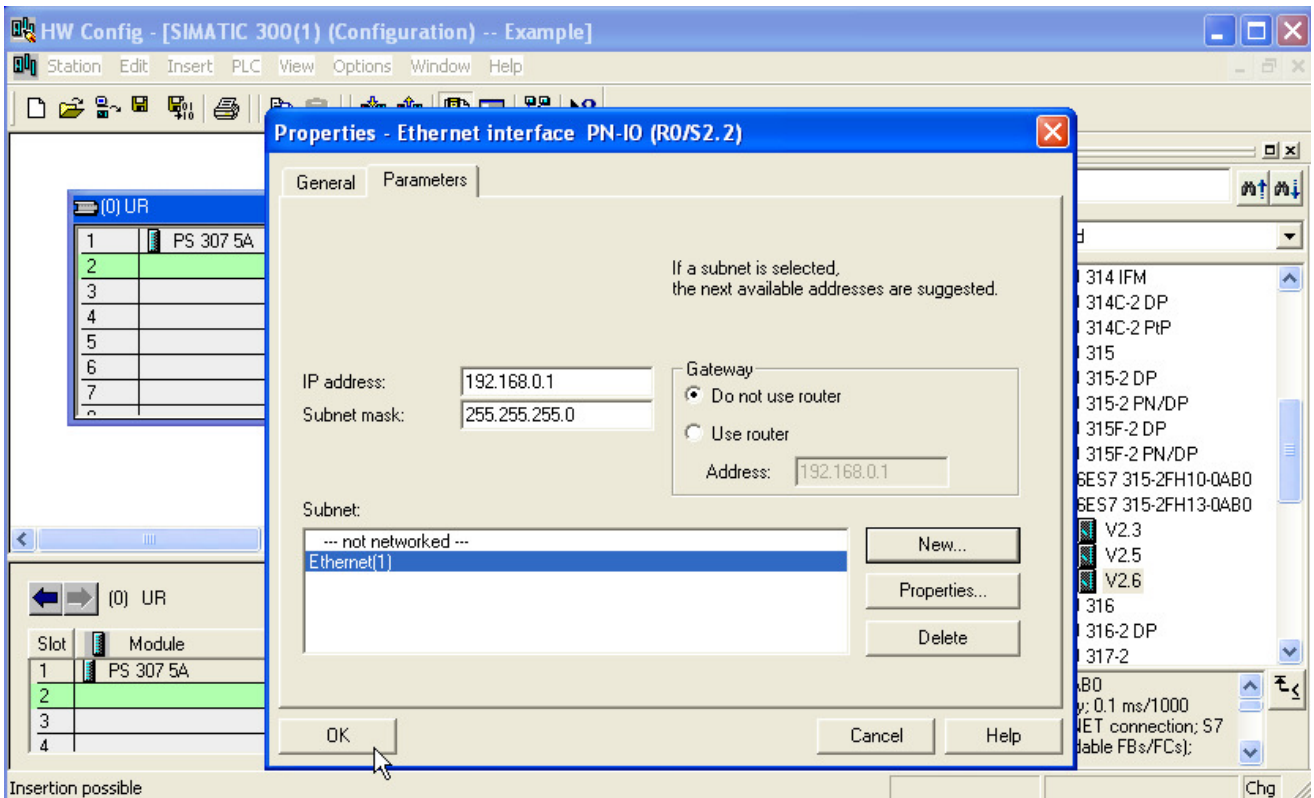 HW Config - [SIMATIC 300(1) (Configuration) -- Example]
Station Edit Insert PLC View Options Window Help
Properties - Ethernet interface PN-IO (R0/S2.2)
General Parameters
(0) UR
1 PS 307 5A
2
3
4
5
6
7
If a subnet is selected,
the next available addresses are suggested.
IP address: 192.168.0.1
Subnet mask: 255.255.255.0
Gateway
Do not use router
Use router
Address: 192.168.0.1
Subnet:
--- not networked ---
Ethernet(1)
New...
Properties...
Delete
OK Cancel Help
314 IFM
314C-2 DP
314C-2 PtP
315
315-2 DP
315-2 PN/DP
315F-2 DP
315F-2 PN/DP
6ES7 315-2FH10-0AB0
6ES7 315-2FH13-0AB0
V2.3
V2.5
V2.6
316
316-2 DP
317-2
(0) UR
Slot Module
1 PS 307 5A
2
3
4
AB0
y; 0.1 ms/1000
NET connection; S7
dable FBs/FCs);
Insertion possible Chg